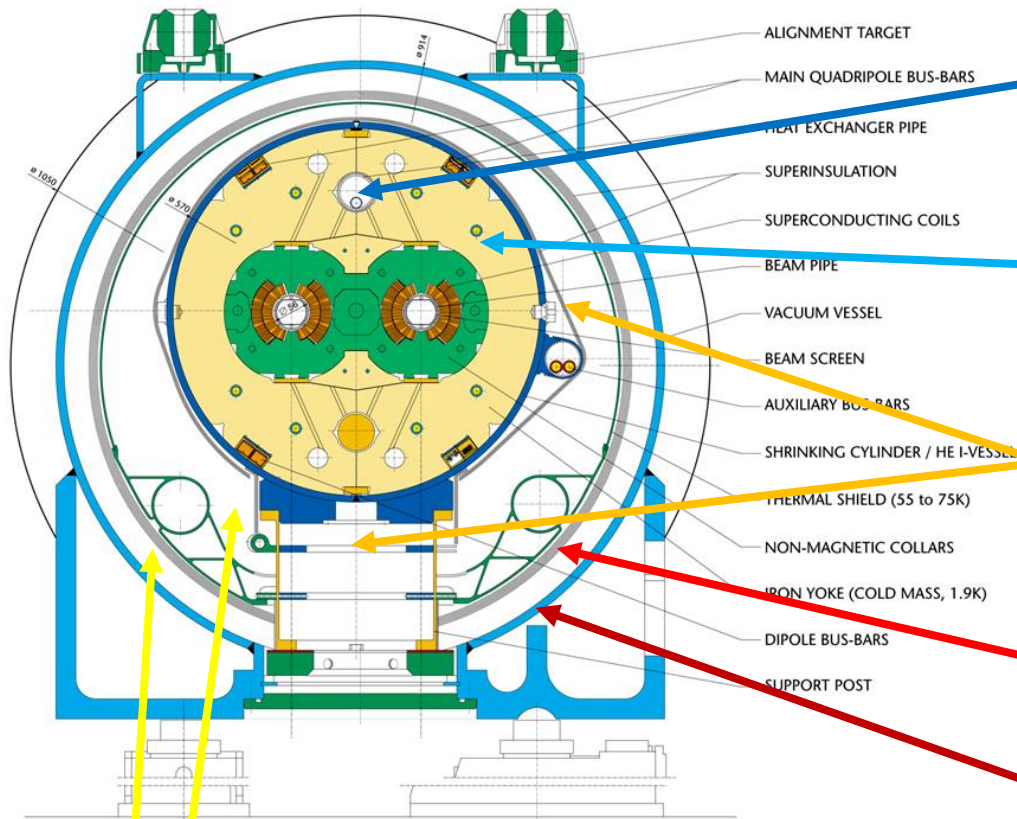 ALIGNMENT TARGET
MAIN QUADRIPOLE BUS-BARS
HEAT EXCHANGER PIPE
SUPERINSULATION
SUPERCONDUCTING COILS
BEAM PIPE
VACUUM VESSEL
BEAM SCREEN
AUXILIARY BUS-BARS
SHRINKING CYLINDER / HE I-VESSEL
THERMAL SHIELD (55 to 75K)
NON-MAGNETIC COLLARS
IRON YOKE (COLD MASS, 1.9K)
DIPOLE BUS-BARS
SUPPORT POST
ø 914
ø 1050
ø 570
ø 56